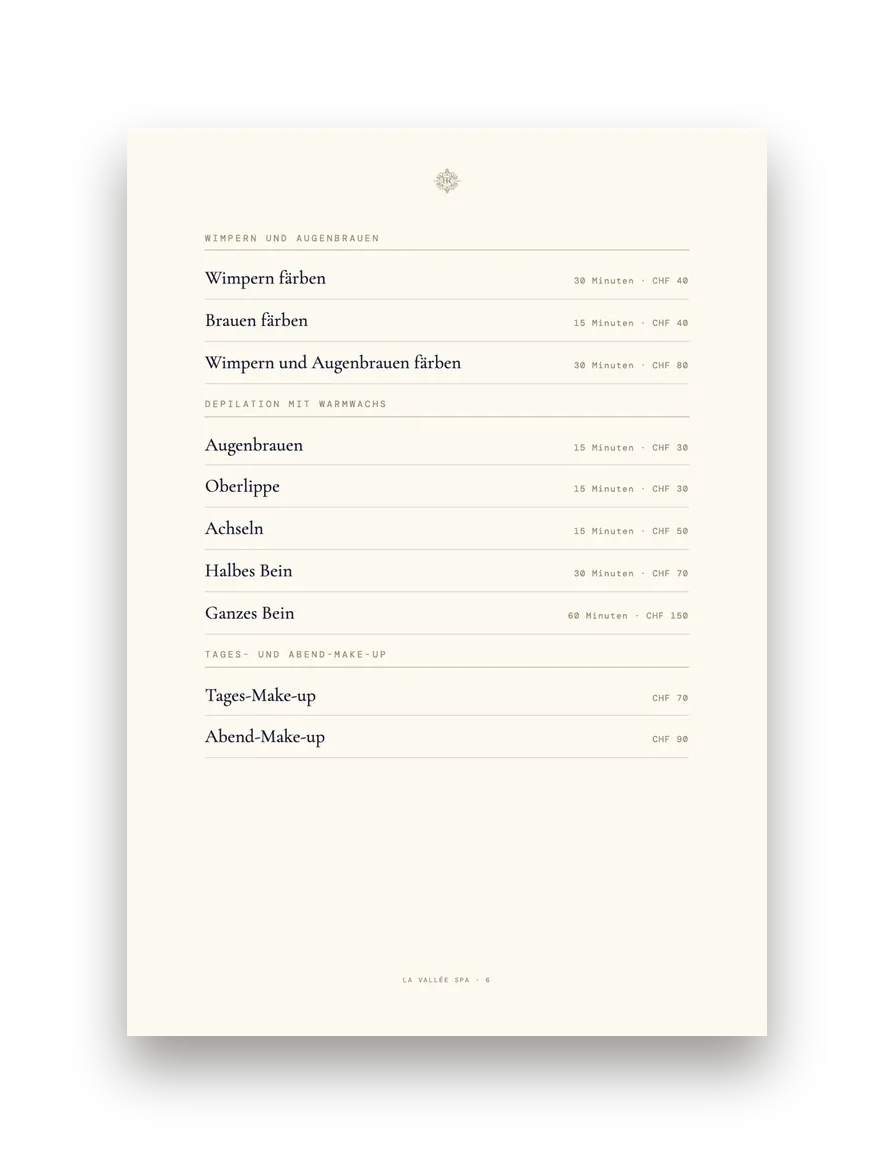 WIMPERN UND AUGENBRAUEN
Wimpern färben 30 Minuten · CHF 40
Brauen färben 15 Minuten · CHF 40
Wimpern und Augenbrauen färben 30 Minuten · CHF 80
DEPILATION MIT WARMWACHS
Augenbrauen 15 Minuten · CHF 30
Oberlippe 15 Minuten · CHF 30
Achseln 15 Minuten · CHF 50
Halbes Bein 30 Minuten · CHF 70
Ganzes Bein 60 Minuten · CHF 150
TAGES- UND ABEND-MAKE-UP
Tages-Make-up CHF 70
Abend-Make-up CHF 90
LA VALLÉE SPA · 6